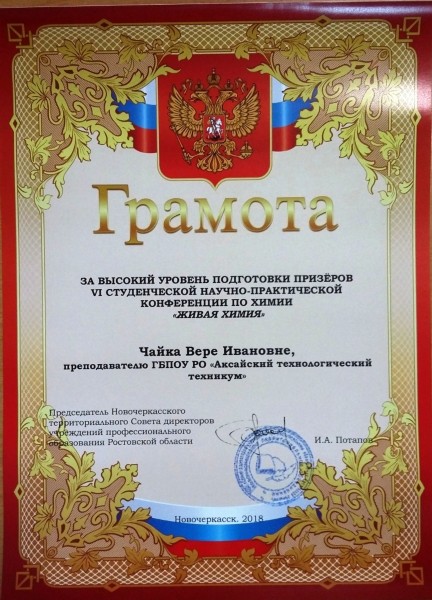 Грамота
ЗА ВЫСОКИЙ УРОВЕНЬ ПОДГОТОВКИ ПРИЗЁРОВ
VI СТУДЕНЧЕСКОЙ НАУЧНО-ПРАКТИЧЕСКОЙ
КОНФЕРЕНЦИИ ПО ХИМИИ
«ЖИВАЯ ХИМИЯ»
Чайка Вере Ивановне,
преподавателю ГБПОУ РО «Аксайский технологический
техникум»
Председатель Новочеркасского
территориального Совета директоров
учреждений профессионального
образования Ростовской области
И.А. Потапов
Новочеркасск. 2018